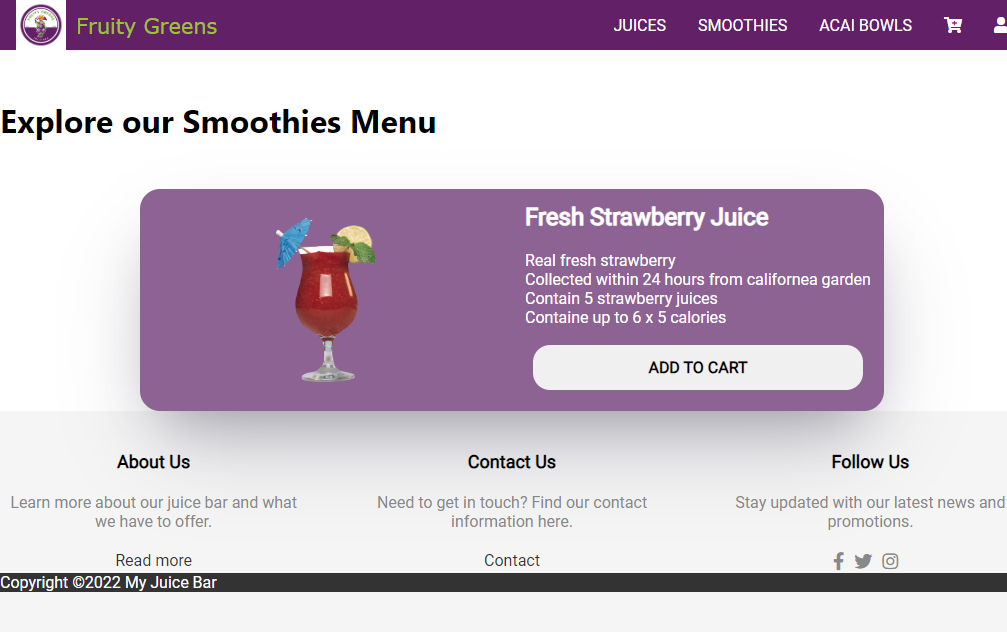 Fruity Greens
JUICES SMOOTHIES ACAI BOWLS
Explore our Smoothies Menu
Fresh Strawberry Juice
Real fresh strawberry
Collected within 24 hours from californea garden
Contain 5 strawberry juices
Containe up to 6 x 5 calories
ADD TO CART
About Us
Learn more about our juice bar and what
we have to offer.
Read more
Contact Us
Need to get in touch? Find our contact
information here.
Contact
Follow Us
Stay updated with our latest news and
promotions.
Copyright ©2022 My Juice Bar